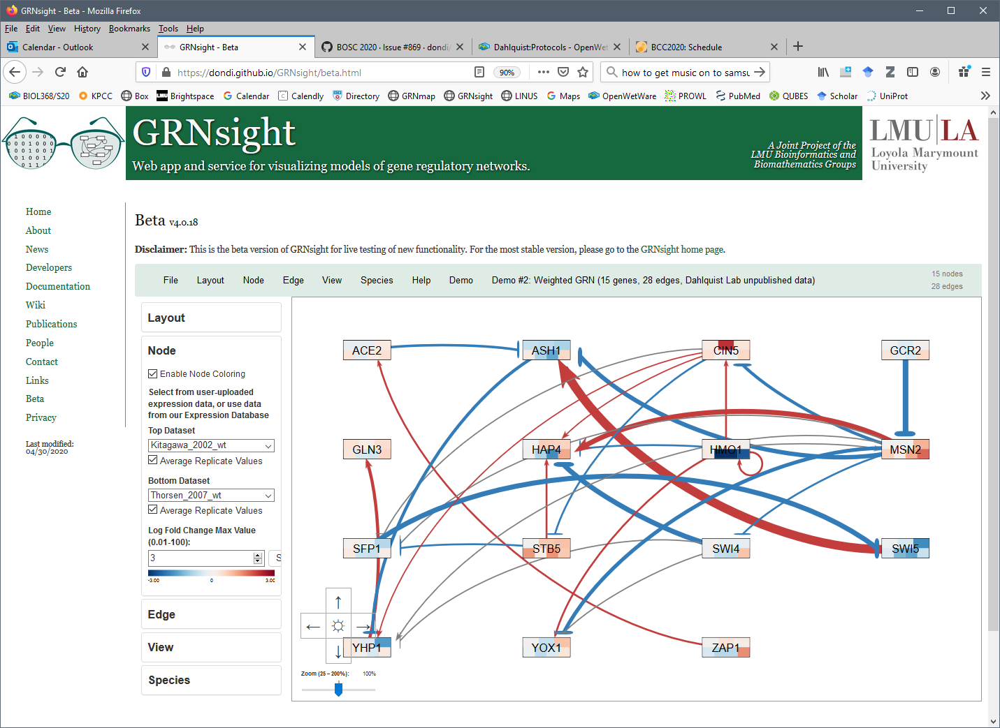 GRNsight - Beta - Mozilla Firefox
File Edit View History Bookmarks Tools Help
Calendar - Outlook
GRNsight - Beta
BOSC 2020 · Issue #869 · dondi/
Dahlquist:Protocols - OpenWet
BCC2020: Schedule
https://dondi.github.io/GRNsight/beta.html
90%
how to get music on to samsu
BIOL368/S20 KPCC Box LMU Brightspace Calendar Calendly Directory GRNmap GRNsight LINUS Maps OpenWetWare PROWL PubMed QUBES Scholar UniProt
GRNsight
Web app and service for visualizing models of gene regulatory networks.
A Joint Project of the
LMU Bioinformatics and
Biomathematics Groups
LMU|LA
Loyola Marymount
University
Home
About
News
Developers
Documentation
Wiki
Publications
People
Contact
Links
Beta
Privacy
Last modified:
04/30/2020
Beta v4.0.18
Disclaimer: This is the beta version of GRNsight for live testing of new functionality. For the most stable version, please go to the GRNsight home page.
File Layout Node Edge View Species Help Demo Demo #2: Weighted GRN (15 genes, 28 edges, Dahlquist Lab unpublished data)
15 nodes
28 edges
Layout
Node
Enable Node Coloring
Select from user-uploaded
expression data, or use data
from our Expression Database
Top Dataset
Kitagawa_2002_wt
Average Replicate Values
Bottom Dataset
Thorsen_2007_wt
Average Replicate Values
Log Fold Change Max Value
(0.01-100):
3 S
-3.00 0 3.00
Edge
View
Species
ACE2 ASH1 CIN5 GCR2
GLN3 HAP4 HMO1 MSN2
SFP1 STB5 SWI4 SWI5
YHP1 YOX1 ZAP1
Zoom (25 – 200%): 100%